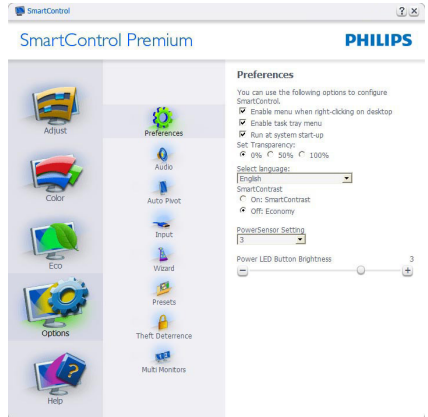 SmartControl
SmartControl Premium
PHILIPS
Adjust
Color
Eco
Options
Help
Preferences
Audio
Auto Pivot
Input
Wizard
Presets
Theft Deterrence
Multi Monitors
Preferences
You can use the following options to configure
SmartControl.
Enable menu when right-clicking on desktop
Enable task tray menu
Run at system start-up
Set Transparency:
0% 50% 100%
Select language:
English
SmartContrast
On: SmartContrast
Off: Economy
PowerSensor Setting
3
Power LED Button Brightness 3